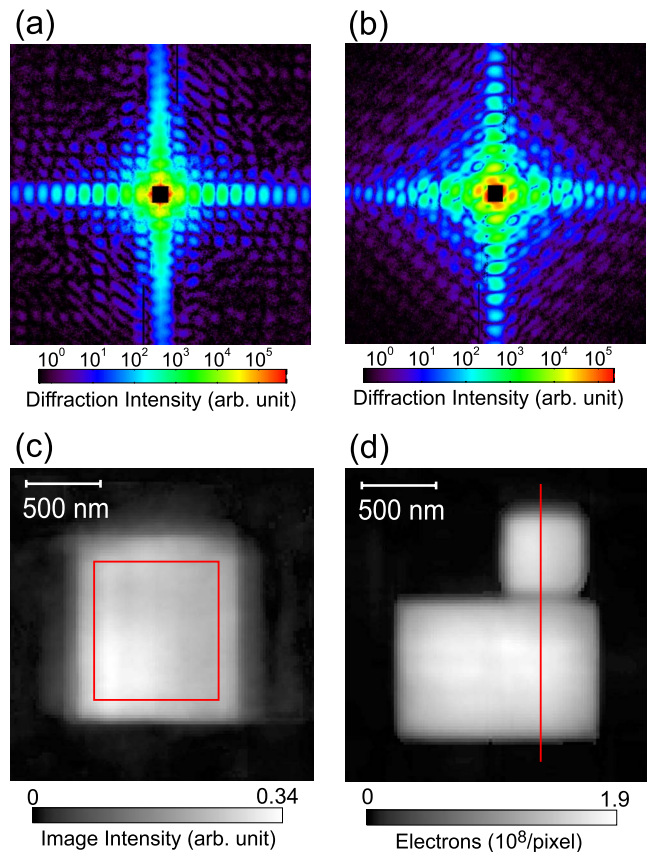 (a) (b)
10⁰ 10¹ 10² 10³ 10⁴ 10⁵ 10⁰ 10¹ 10² 10³ 10⁴ 10⁵
Diffraction Intensity (arb. unit) Diffraction Intensity (arb. unit)
(c) (d)
500 nm 500 nm
0 0.34 0 1.9
Image Intensity (arb. unit) Electrons (10⁸/pixel)